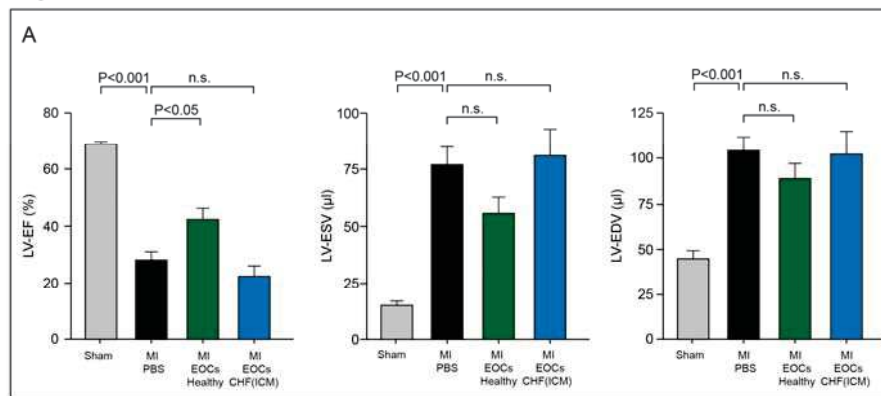 A
P<0.001
n.s.
P<0.05
LV-EF (%)
80
60
40
20
0
Sham
MI
PBS
MI
EOCs
Healthy
MI
EOCs
CHF(ICM)
P<0.001
n.s.
n.s.
LV-ESV (µl)
100
75
50
25
0
Sham
MI
PBS
MI
EOCs
Healthy
MI
EOCs
CHF(ICM)
P<0.001
n.s.
n.s.
LV-EDV (µl)
125
100
75
50
25
0
Sham
MI
PBS
MI
EOCs
Healthy
MI
EOCs
CHF(ICM)